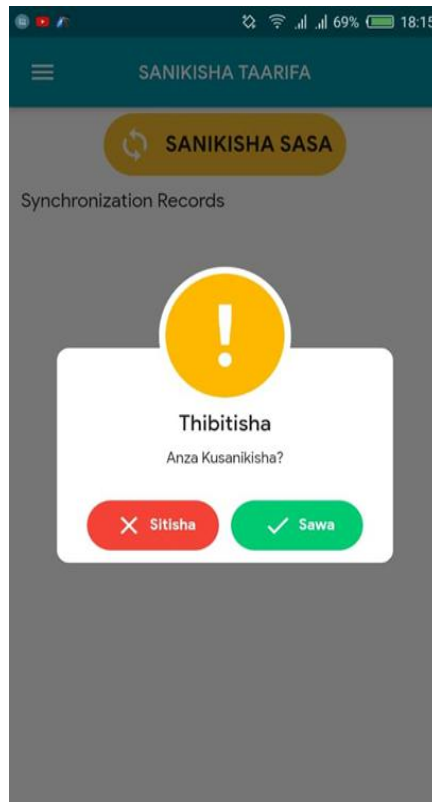 69% 18:15
SANIKISHA TAARIFA
SANIKISHA SASA
Synchronization Records
!
Thibitisha
Anza Kusanikisha?
Sitisha Sawa